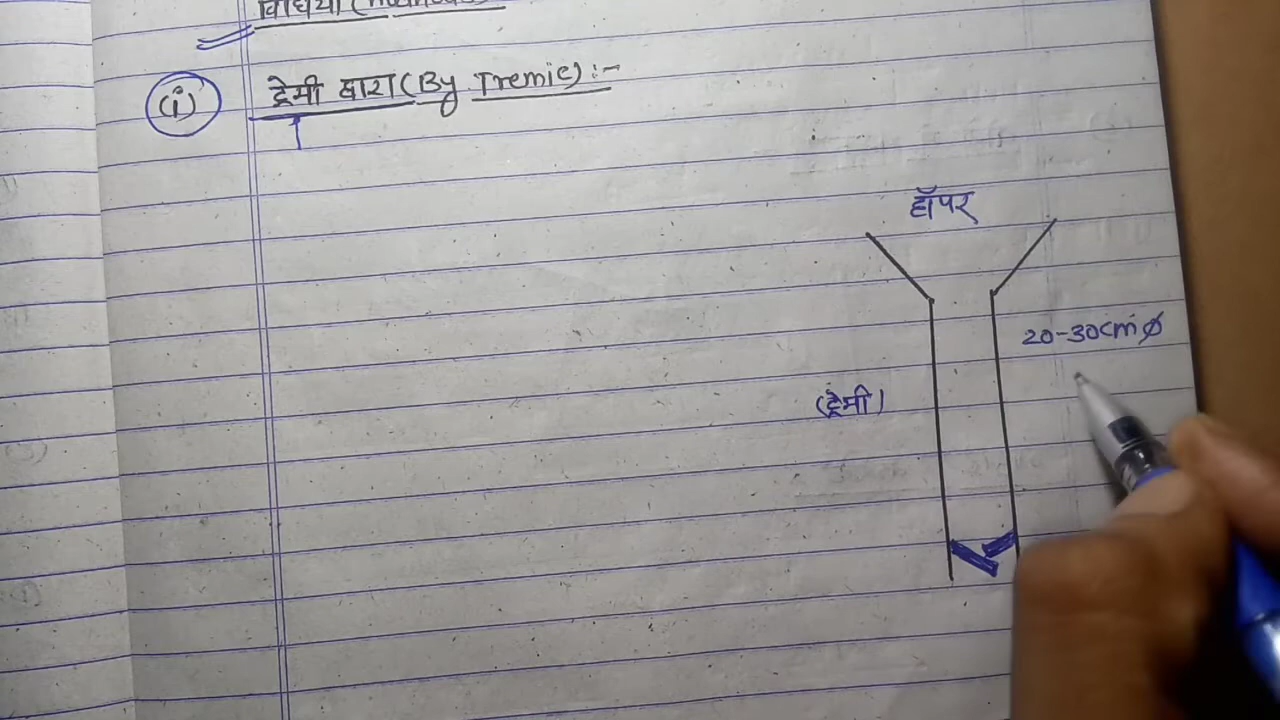 विधियाँ
(i) ट्रेमी द्वारा (By Tremie) :-
हॉपर
20-30cm φ
(ट्रेमी)